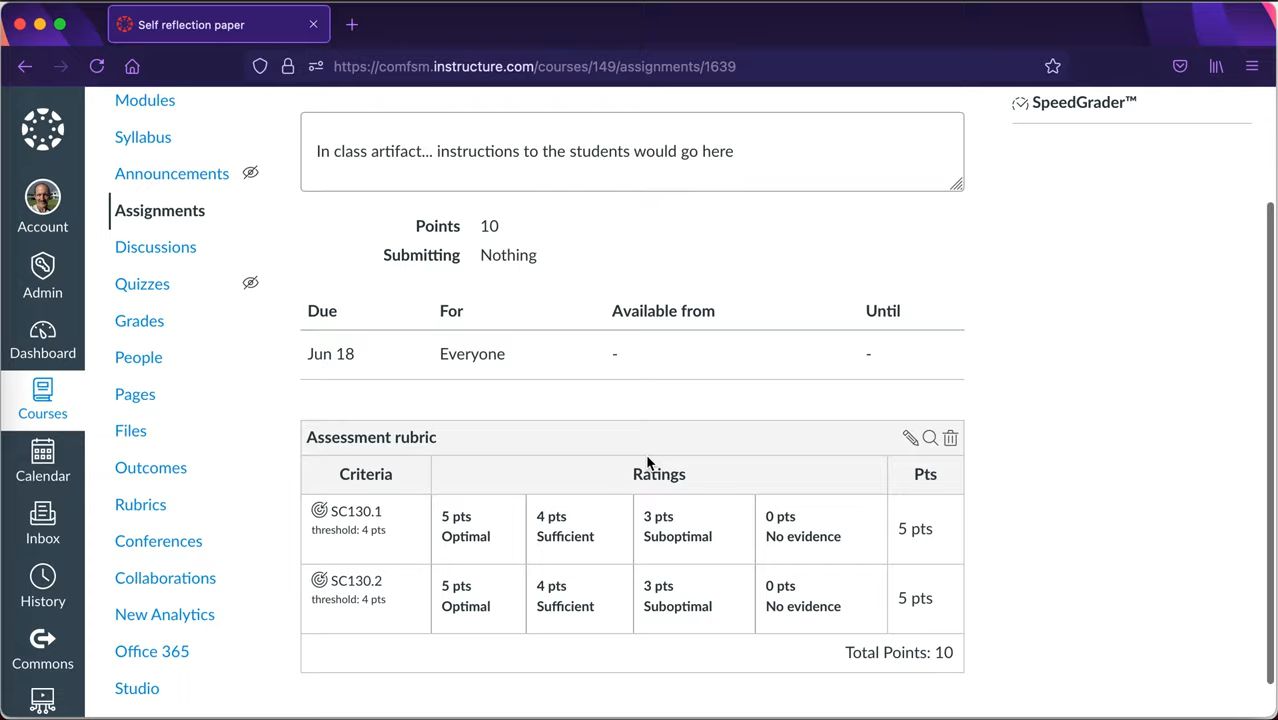 Self reflection paper
https://comfsm.instructure.com/courses/149/assignments/1639
Account
Admin
Dashboard
Courses
Calendar
Inbox
History
Commons
Modules
Syllabus
Announcements
Assignments
Discussions
Quizzes
Grades
People
Pages
Files
Outcomes
Rubrics
Conferences
Collaborations
New Analytics
Office 365
Studio
In class artifact... instructions to the students would go here
Points 10
Submitting Nothing
Due For Available from Until
Jun 18 Everyone - -
Assessment rubric
Criteria Ratings Pts
SC130.1
threshold: 4 pts
5 pts
Optimal
4 pts
Sufficient
3 pts
Suboptimal
0 pts
No evidence
5 pts
SC130.2
threshold: 4 pts
5 pts
Optimal
4 pts
Sufficient
3 pts
Suboptimal
0 pts
No evidence
5 pts
Total Points: 10
SpeedGrader™